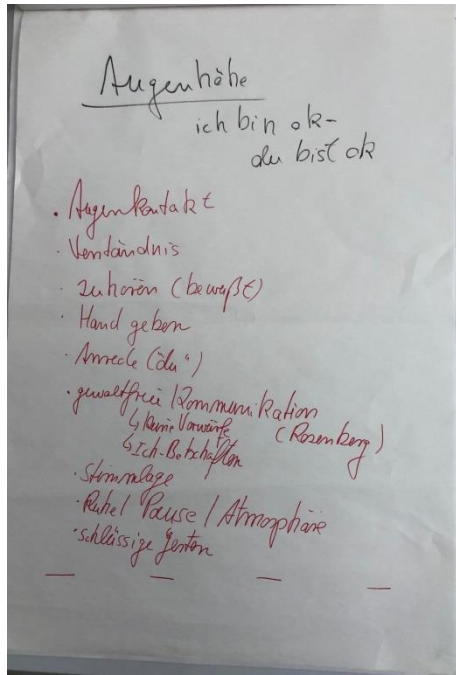 Augenhöhe
ich bin ok-
du bist ok
· Augenkontakt
· Verständnis
· zuhören (bewußt)
· Hand geben
· Anrede („du“)
· gewaltfreie Kommunikation
↳ keine Vorwürfe (Rosenberg)
↳ Ich-Botschaften
· Stimmlage
· Ruhe/ Pause / Atmosphäre
· schlüssige Gesten